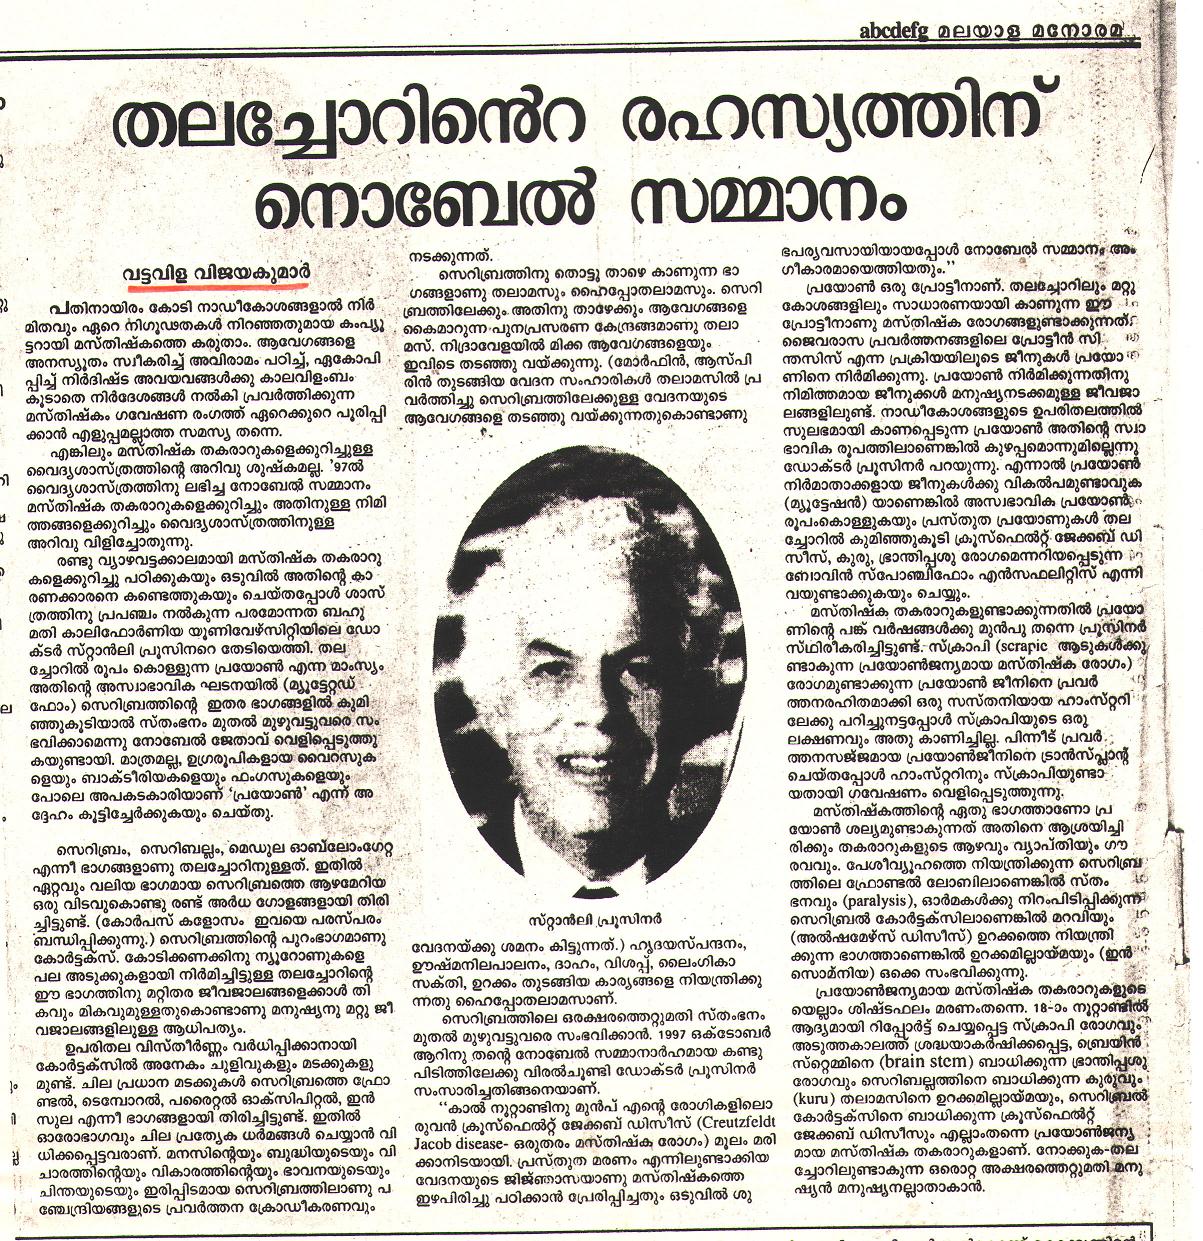 abcdefg മലയാള മനോരമ
തലച്ചോറിന്റെ രഹസ്യത്തിന്
നൊബേൽ സമ്മാനം
വട്ടവിള വിജയകുമാർ
പതിനായിരം കോടി നാഡീകോശങ്ങളാൽ നിർ
മിതവും ഏറെ നിഗൂഢതകൾ നിറഞ്ഞതുമായ കംപ്യൂ
ട്ടറായി മസ്തിഷ്കത്തെ കരുതാം. ആവേഗങ്ങളെ
അനസ്യൂതം സ്വീകരിച്ച് അവിരാമം പഠിച്ച്, ഏകോപി
പ്പിച്ച് നിർദിഷ്ട അവയവങ്ങൾക്കു കാലവിളംബം
കൂടാതെ നിർദേശങ്ങൾ നൽകി പ്രവർത്തിക്കുന്ന
മസ്തിഷ്കം ഗവേഷണ രംഗത്ത് ഏറെക്കുറെ പൂരിപ്പി
ക്കാൻ എളുപ്പമല്ലാത്ത സമസ്യ തന്നെ.
എങ്കിലും മസ്തിഷ്ക തകരാറുകളെക്കുറിച്ചുള്ള
വൈദ്യശാസ്ത്രത്തിന്റെ അറിവു ശുഷ്കമല്ല. '97ൽ
വൈദ്യശാസ്ത്രത്തിനു ലഭിച്ച നോബേൽ സമ്മാനം
മസ്തിഷ്ക തകരാറുകളെക്കുറിച്ചും അതിനുള്ള നിമി
ത്തങ്ങളെക്കുറിച്ചും വൈദ്യശാസ്ത്രത്തിനുള്ള
അറിവു വിളിച്ചോതുന്നു.
രണ്ടു വ്യാഴവട്ടക്കാലമായി മസ്തിഷ്ക തകരാറു
കളെക്കുറിച്ചു പഠിക്കുകയും ഒടുവിൽ അതിന്റെ കാ
രണക്കാരനെ കണ്ടെത്തുകയും ചെയ്തപ്പോൾ ശാസ്
ത്രത്തിനു പ്രപഞ്ചം നൽകുന്ന പരമോന്നത ബഹു
മതി കാലിഫോർണിയ യൂണിവേഴ്സിറ്റിയിലെ ഡോ
ക്ടർ സ്റ്റാൻലി പ്രൂസിനറെ തേടിയെത്തി. തല
ച്ചോറിൽ രൂപം കൊള്ളുന്ന പ്രയോൺ എന്ന മാംസ്യം
അതിന്റെ അസ്വാഭാവിക ഘടനയിൽ (മ്യൂട്ടേറ്റഡ്
ഫോം) സെറിബ്രത്തിന്റെ ഇതര ഭാഗങ്ങളിൽ കുമി
ഞ്ഞുകൂടിയാൽ സ്തംഭനം മുതൽ മുഴുവട്ടുവരെ സം
ഭവിക്കാമെന്നു നോബേൽ ജേതാവ് വെളിപ്പെടുത്തു
കയുണ്ടായി. മാത്രമല്ല, ഉഗ്രരൂപികളായ വൈറസുക
ളെയും ബാക്ടീരിയകളെയും ഫംഗസുകളെയും
പോലെ അപകടകാരിയാണ് 'പ്രയോൺ' എന്ന് അ
ദ്ദേഹം കൂട്ടിച്ചേർക്കുകയും ചെയ്തു.
സെറിബ്രം, സെറിബല്ലം, മെഡുല ഓബ്ലോംഗേറ്റ
എന്നീ ഭാഗങ്ങളാണു തലച്ചോറിനുള്ളത്. ഇതിൽ
ഏറ്റവും വലിയ ഭാഗമായ സെറിബ്രത്തെ ആഴമേറിയ
ഒരു വിടവുകൊണ്ടു രണ്ട് അർധ ഗോളങ്ങളായി തിരി
ച്ചിട്ടുണ്ട്. (കോർപസ് കളോസം ഇവയെ പരസ്പരം
ബന്ധിപ്പിക്കുന്നു.) സെറിബ്രത്തിന്റെ പുറംഭാഗമാണു
കോർട്ടക്സ്. കോടിക്കണക്കിനു ന്യൂറോണുകളെ
പല അടുക്കുകളായി നിർമിച്ചിട്ടുള്ള തലച്ചോറിന്റെ
ഈ ഭാഗത്തിനു മറ്റിതര ജീവജാലങ്ങളെക്കാൾ തി
കവും മികവുമുള്ളതുകൊണ്ടാണു മനുഷ്യനു മറ്റു ജീ
വജാലങ്ങളിലുള്ള ആധിപത്യം.
ഉപരിതല വിസ്തീർണ്ണം വർധിപ്പിക്കാനായി
കോർട്ടക്സിൽ അനേകം ചുളിവുകളും മടക്കുകളു
മുണ്ട്. ചില പ്രധാന മടക്കുകൾ സെറിബ്രത്തെ ഫ്രോ
ണ്ടൽ, ടെമ്പോറൽ, പരൈറ്റൽ ഓക്സിപിറ്റൽ, ഇൻ
സുല എന്നീ ഭാഗങ്ങളായി തിരിച്ചിട്ടുണ്ട്. ഇതിൽ
ഓരോഭാഗവും ചില പ്രത്യേക ധർമങ്ങൾ ചെയ്യാൻ വി
ധിക്കപ്പെട്ടവരാണ്. മനസിന്റെയും ബുദ്ധിയുടെയും വി
ചാരത്തിന്റെയും വികാരത്തിന്റെയും ഭാവനയുടെയും
ചിന്തയുടെയും ഇരിപ്പിടമായ സെറിബ്രത്തിലാണു പ
ഞ്ചേന്ദ്രിയങ്ങളുടെ പ്രവർത്തന ക്രോഡീകരണവും
നടക്കുന്നത്.
സെറിബ്രത്തിനു തൊട്ടു താഴെ കാണുന്ന ഭാ
ഗങ്ങളാണു തലാമസും ഹൈപ്പോതലാമസും. സെറി
ബ്രത്തിലേക്കും അതിനു താഴേക്കും ആവേഗങ്ങളെ
കൈമാറുന്ന പുനപ്രസരണ കേന്ദ്രങ്ങമാണു തലാ
മസ്. നിദ്രാവേളയിൽ മിക്ക ആവേഗങ്ങളെയും
ഇവിടെ തടഞ്ഞു വയ്ക്കുന്നു. (മോർഫിൻ, ആസ്പി
രിൻ തുടങ്ങിയ വേദന സംഹാരികൾ തലാമസിൽ പ്ര
വർത്തിച്ചു സെറിബ്രത്തിലേക്കുള്ള വേദനയുടെ
ആവേഗങ്ങളെ തടഞ്ഞു വയ്ക്കുന്നതുകൊണ്ടാണു
സ്റ്റാൻലി പ്രൂസിനർ
വേദനയ്ക്കു ശമനം കിട്ടുന്നത്.) ഹൃദയസ്പന്ദനം,
ഊഷ്മനിലപാലനം, ദാഹം, വിശപ്പ്, ലൈംഗികാ
സക്തി, ഉറക്കം തുടങ്ങിയ കാര്യങ്ങളെ നിയന്ത്രിക്കു
ന്നതു ഹൈപ്പോതലാമസാണ്.
സെറിബ്രത്തിലെ ഒരക്ഷരത്തെറ്റുമതി സ്തംഭനം
മുതൽ മുഴുവട്ടുവരെ സംഭവിക്കാൻ. 1997 ഒക്ടോബർ
ആറിനു തന്റെ നോബേൽ സമ്മാനാർഹമായ കണ്ടു
പിടിത്തിലേക്കു വിരൽചൂണ്ടി ഡോക്ടർ പ്രൂസിനർ
സംസാരിച്ചതിങ്ങനെയാണ്.
"കാൽ നൂറ്റാണ്ടിനു മുൻപ് എന്റെ രോഗികളിലൊ
രുവൻ ക്രൂസ്ഫെൽറ്റ് ജേക്കബ് ഡിസീസ് (Creutzfeldt
Jacob disease- ഒരുതരം മസ്തിഷ്ക രോഗം) മൂലം മരി
ക്കാനിടയായി. പ്രസ്തുത മരണം എന്നിലുണ്ടാക്കിയ
വേദനയുടെ ജിജ്ഞാസയാണു മസ്തിഷ്കത്തെ
ഇഴപിരിച്ചു പഠിക്കാൻ പ്രേരിപ്പിച്ചതും ഒടുവിൽ ശു
ഭപര്യവസായിയായപ്പോൾ നോബേൽ സമ്മാനം അം
ഗീകാരമായെത്തിയതും."
പ്രയോൺ ഒരു പ്രോട്ടീനാണ്. തലച്ചോറിലും മറ്റു
കോശങ്ങളിലും സാധാരണയായി കാണുന്ന ഈ
പ്രോട്ടീനാണു മസ്തിഷ്ക രോഗങ്ങളുണ്ടാക്കുന്നത്.
ജൈവരാസ പ്രവർത്തനങ്ങളിലെ പ്രോട്ടീൻ സി
ന്തസിസ് എന്ന പ്രക്രിയയിലൂടെ ജീനുകൾ പ്രയോ
ണിനെ നിർമിക്കുന്നു. പ്രയോൺ നിർമിക്കുന്നതിനു
നിമിത്തമായ ജീനുക്കൾ മനുഷ്യനടക്കമുള്ള ജീവജാ
ലങ്ങളിലുണ്ട്. നാഡീകോശങ്ങളുടെ ഉപരിതലത്തിൽ
സുലഭമായി കാണപ്പെടുന്ന പ്രയോൺ അതിന്റെ സ്വാ
ഭാവിക രൂപത്തിലാണെങ്കിൽ കുഴപ്പമൊന്നുമില്ലെന്നു
ഡോക്ടർ പ്രൂസിനർ പറയുന്നു. എന്നാൽ പ്രയോൺ
നിർമാതാക്കളായ ജീനുകൾക്കു വികൽപമുണ്ടാവുക
(മ്യൂട്ടേഷൻ) യാണെങ്കിൽ അസ്വഭാവിക പ്രയോൺ
രൂപംകൊള്ളുകയും പ്രസ്തുത പ്രയോണുകൾ തല
ച്ചോറിൽ കുമിഞ്ഞുകൂടി ക്രൂസ്ഫെൽറ്റ് ജേക്കബ് ഡി
സീസ്, കുരു, ഭ്രാന്തിപ്പശു രോഗമെന്നറിയപ്പെടുന്ന
ബോവിൻ സ്പോഞ്ചിഫോം എൻസഫലിറ്റിസ് എന്നി
വയുണ്ടാക്കുകയും ചെയ്യും.
മസ്തിഷ്ക തകരാറുകളുണ്ടാക്കുന്നതിൽ പ്രയോ
ണിന്റെ പങ്ക് വർഷങ്ങൾക്കു മുൻപു തന്നെ പ്രൂസിനർ
സ്ഥിരീകരിച്ചിട്ടുണ്ട്. സ്ക്രാപി (scrapie ആടുകൾക്കു
ണ്ടാകുന്ന പ്രയോൺജന്യമായ മസ്തിഷ്ക രോഗം)
രോഗമുണ്ടാക്കുന്ന പ്രയോൺ ജീനിനെ പ്രവർ
ത്തനരഹിതമാക്കി ഒരു സസ്തനിയായ ഹാംസ്റ്ററി
ലേക്കു പറിച്ചുനട്ടപ്പോൾ സ്ക്രാപിയുടെ ഒരു
ലക്ഷണവും അതു കാണിച്ചില്ല. പിന്നീട് പ്രവർ
ത്തനസജ്ജമായ പ്രയോൺജീനിനെ ട്രാൻസ്പ്ലാന്റ്
ചെയ്തപ്പോൾ ഹാംസ്റ്ററിനും സ്ക്രാപിയുണ്ടാ
യതായി ഗവേഷണം വെളിപ്പെടുത്തുന്നു.
മസ്തിഷ്കത്തിന്റെ ഏതു ഭാഗത്താണോ പ്ര
യോൺ ശല്യമുണ്ടാകുന്നത് അതിനെ ആശ്രയിച്ചി
രിക്കും തകരാറുകളുടെ ആഴവും വ്യാപ്തിയും ഗൗ
രവവും. പേശീവ്യൂഹത്തെ നിയന്ത്രിക്കുന്ന സെറിബ്ര
ത്തിലെ ഫ്രോണ്ടൽ ലോബിലാണെങ്കിൽ സ്തം
ഭനവും (paralysis), ഓർമകൾക്കു നിറംപിടിപ്പിക്കുന്ന
സെറിബ്രൽ കോർട്ടക്സിലാണെങ്കിൽ മറവിയും
(അൽഷമേഴ്സ് ഡിസീസ്) ഉറക്കത്തെ നിയന്ത്രി
ക്കുന്ന ഭാഗത്താണെങ്കിൽ ഉറക്കമില്ലായ്മയും (ഇൻ
സൊമ്നിയ) ഒക്കെ സംഭവിക്കുന്നു.
പ്രയോൺജന്യമായ മസ്തിഷ്ക തകരാറുകളുടെ
യെല്ലാം ശിഷ്ടഫലം മരണംതന്നെ. 18-ാം നൂറ്റാണ്ടിൽ
ആദ്യമായി റിപ്പോർട്ട് ചെയ്യപ്പെട്ട സ്ക്രാപി രോഗവും
അടുത്തകാലത്ത് ശ്രദ്ധയാകർഷിക്കപ്പെട്ട, ബ്രെയിൻ
സ്റ്റെമ്മിനെ (brain stem) ബാധിക്കുന്ന ഭ്രാന്തിപ്പശു
രോഗവും സെറിബല്ലത്തിനെ ബാധിക്കുന്ന കുരുവും
(kuru) തലാമസിനെ ഉറക്കമില്ലായ്മയും, സെറിബ്രൽ
കോർട്ടക്സിനെ ബാധിക്കുന്ന ക്രൂസ്ഫെൽറ്റ്
ജേക്കബ് ഡിസീസും എല്ലാംതന്നെ പ്രയോൺജന്യ
മായ മസ്തിഷ്ക തകരാറുകളാണ്. നോക്കുക-തല
ച്ചോറിലുണ്ടാകുന്ന ഒരൊറ്റ അക്ഷരത്തെറ്റുമതി മനു
ഷ്യൻ മനുഷ്യനല്ലാതാകാൻ.